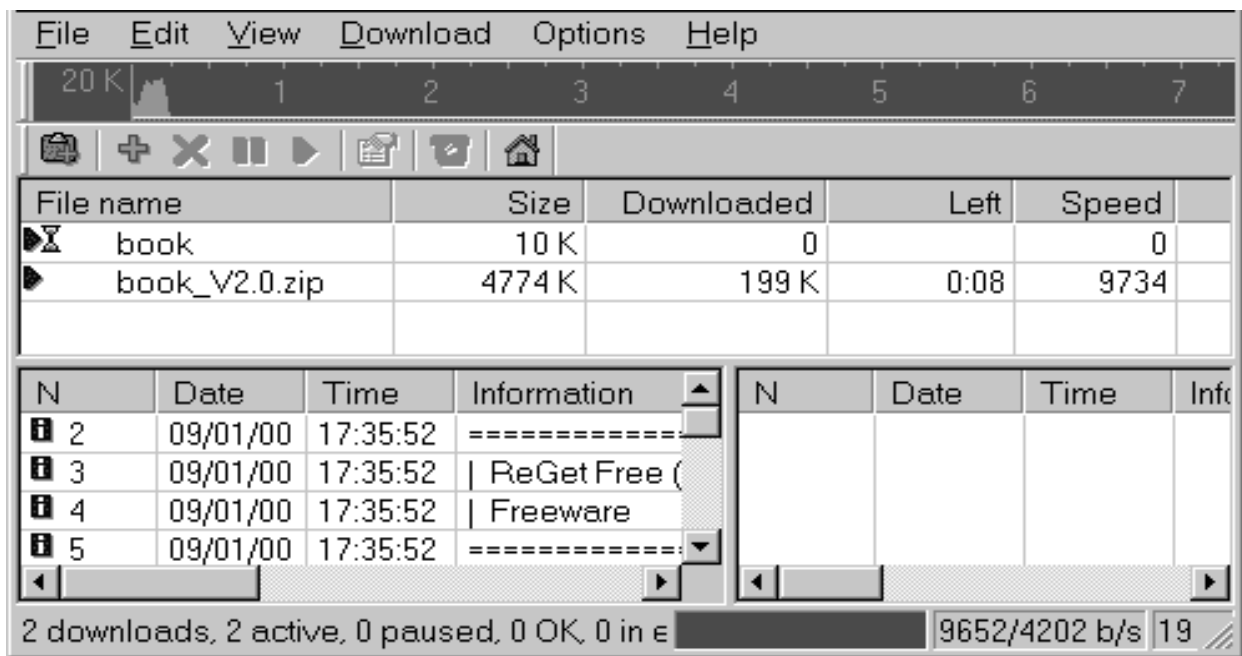 File Edit View Download Options Help
20 K 1 2 3 4 5 6 7
File name Size Downloaded Left Speed
book 10 K 0 0
book_V2.0.zip 4774 K 199 K 0:08 9734
N Date Time Information N Date Time Info
2 09/01/00 17:35:52 =============
3 09/01/00 17:35:52 | ReGet Free (
4 09/01/00 17:35:52 | Freeware
5 09/01/00 17:35:52 =============
2 downloads, 2 active, 0 paused, 0 OK, 0 in e 9652/4202 b/s 19